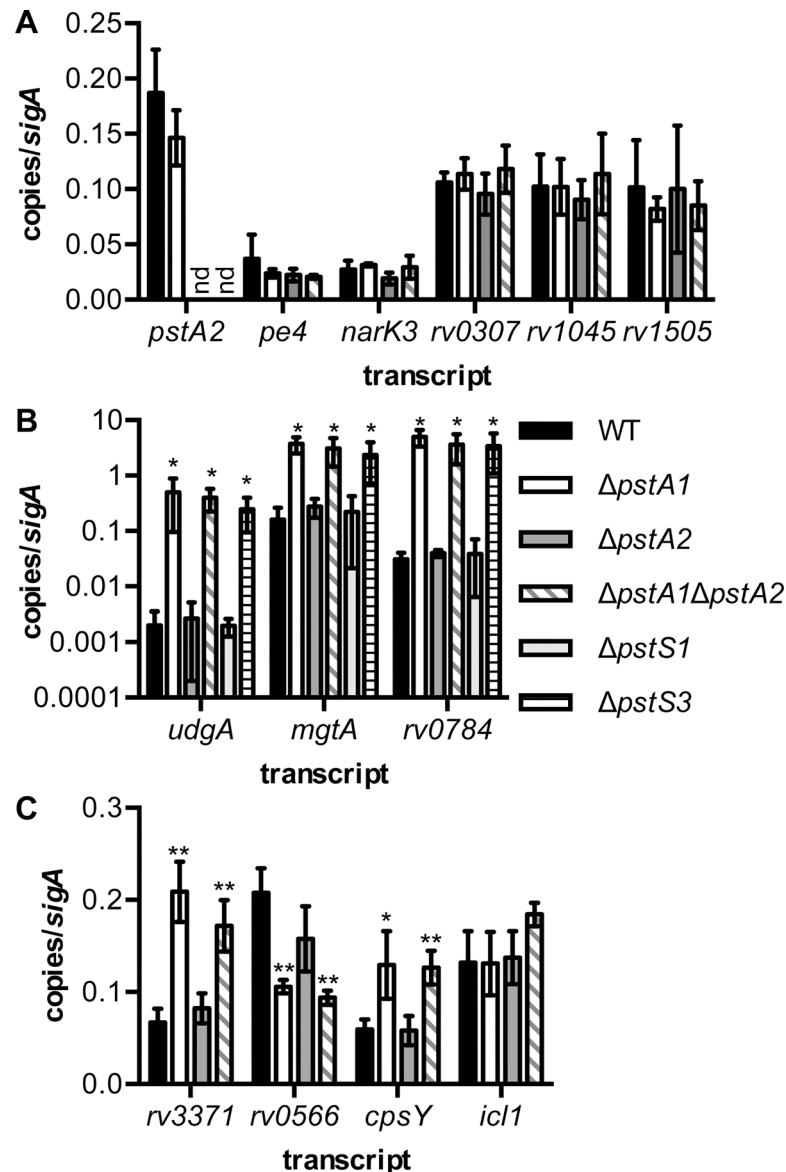 A
copies/sigA
0.25
0.20
0.15
0.10
0.05
0.00
nd
nd
pstA2 pe4 narK3 rv0307 rv1045 rv1505
transcript
B
copies/sigA
10
1
0.1
0.01
0.001
0.0001
* * * * * * * * *
udgA mgtA rv0784
transcript
WT
ΔpstA1
ΔpstA2
ΔpstA1ΔpstA2
ΔpstS1
ΔpstS3
C
copies/sigA
0.3
0.2
0.1
0.0
** ** ** ** * **
rv3371 rv0566 cpsY icl1
transcript